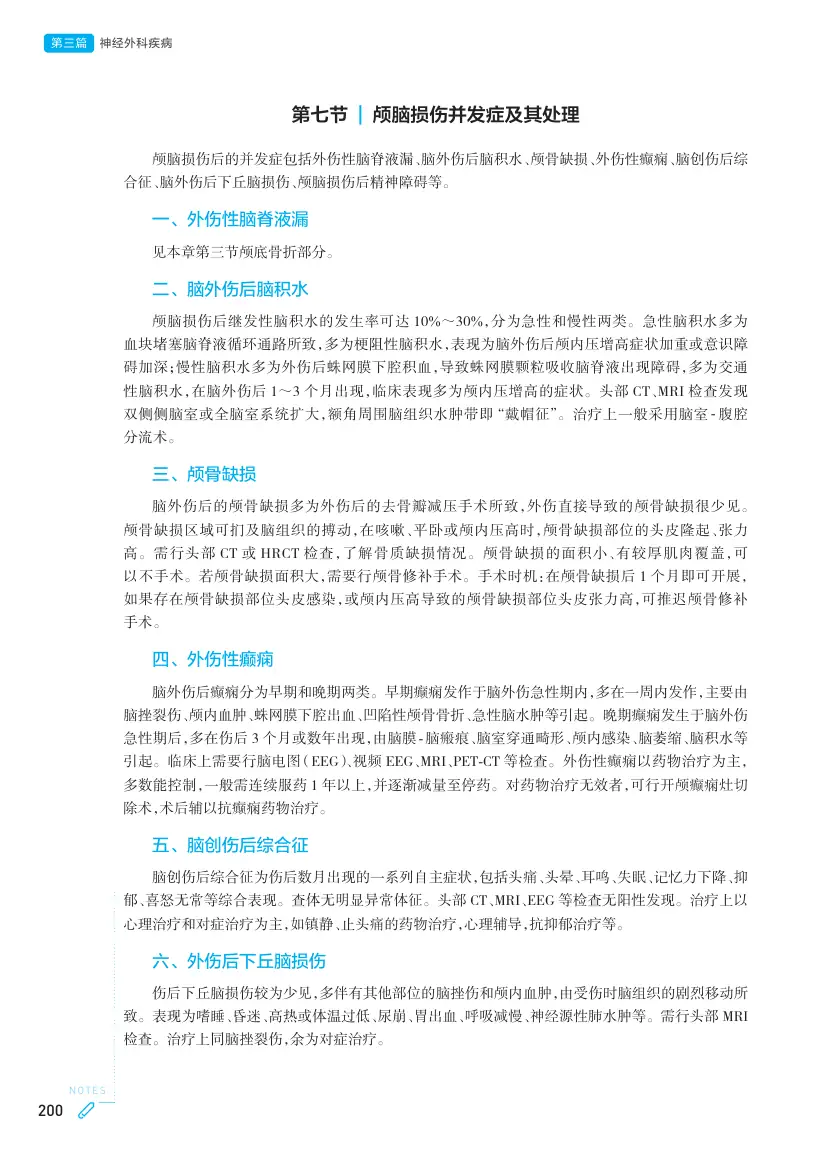 第三篇 神经外科疾病
第七节 | 颅脑损伤并发症及其处理
颅脑损伤后的并发症包括外伤性脑脊液漏、脑外伤后脑积水、颅骨缺损、外伤性癫痫、脑创伤后综
合征、脑外伤后下丘脑损伤、颅脑损伤后精神障碍等。
一、外伤性脑脊液漏
见本章第三节颅底骨折部分。
二、脑外伤后脑积水
颅脑损伤后继发性脑积水的发生率可达 10%～30%,分为急性和慢性两类。急性脑积水多为
血块堵塞脑脊液循环通路所致,多为梗阻性脑积水,表现为脑外伤后颅内压增高症状加重或意识障
碍加深;慢性脑积水多为外伤后蛛网膜下腔积血,导致蛛网膜颗粒吸收脑脊液出现障碍,多为交通
性脑积水,在脑外伤后 1～3 个月出现,临床表现多为颅内压增高的症状。头部 CT、MRI 检查发现
双侧侧脑室或全脑室系统扩大,额角周围脑组织水肿带即 “戴帽征”。治疗上一般采用脑室 - 腹腔
分流术。
三、颅骨缺损
脑外伤后的颅骨缺损多为外伤后的去骨瓣减压手术所致,外伤直接导致的颅骨缺损很少见。
颅骨缺损区域可扪及脑组织的搏动,在咳嗽、平卧或颅内压高时,颅骨缺损部位的头皮隆起、张力
高。需行头部 CT 或 HRCT 检查,了解骨质缺损情况。颅骨缺损的面积小、有较厚肌肉覆盖,可
以不手术。若颅骨缺损面积大,需要行颅骨修补手术。手术时机:在颅骨缺损后 1 个月即可开展,
如果存在颅骨缺损部位头皮感染,或颅内压高导致的颅骨缺损部位头皮张力高,可推迟颅骨修补
手术。
四、外伤性癫痫
脑外伤后癫痫分为早期和晚期两类。早期癫痫发作于脑外伤急性期内,多在一周内发作,主要由
脑挫裂伤、颅内血肿、蛛网膜下腔出血、凹陷性颅骨骨折、急性脑水肿等引起。晚期癫痫发生于脑外伤
急性期后,多在伤后 3 个月或数年出现,由脑膜 - 脑瘢痕、脑室穿通畸形、颅内感染、脑萎缩、脑积水等
引起。临床上需要行脑电图（EEG）、视频 EEG、MRI、PET-CT 等检查。外伤性癫痫以药物治疗为主,
多数能控制,一般需连续服药 1 年以上,并逐渐减量至停药。对药物治疗无效者,可行开颅癫痫灶切
除术,术后辅以抗癫痫药物治疗。
五、脑创伤后综合征
脑创伤后综合征为伤后数月出现的一系列自主症状,包括头痛、头晕、耳鸣、失眠、记忆力下降、抑
郁、喜怒无常等综合表现。查体无明显异常体征。头部 CT、MRI、EEG 等检查无阳性发现。治疗上以
心理治疗和对症治疗为主,如镇静、止头痛的药物治疗,心理辅导,抗抑郁治疗等。
六、外伤后下丘脑损伤
伤后下丘脑损伤较为少见,多伴有其他部位的脑挫伤和颅内血肿,由受伤时脑组织的剧烈移动所
致。表现为嗜睡、昏迷、高热或体温过低、尿崩、胃出血、呼吸减慢、神经源性肺水肿等。需行头部 MRI
检查。治疗上同脑挫裂伤,余为对症治疗。
NOTES
200